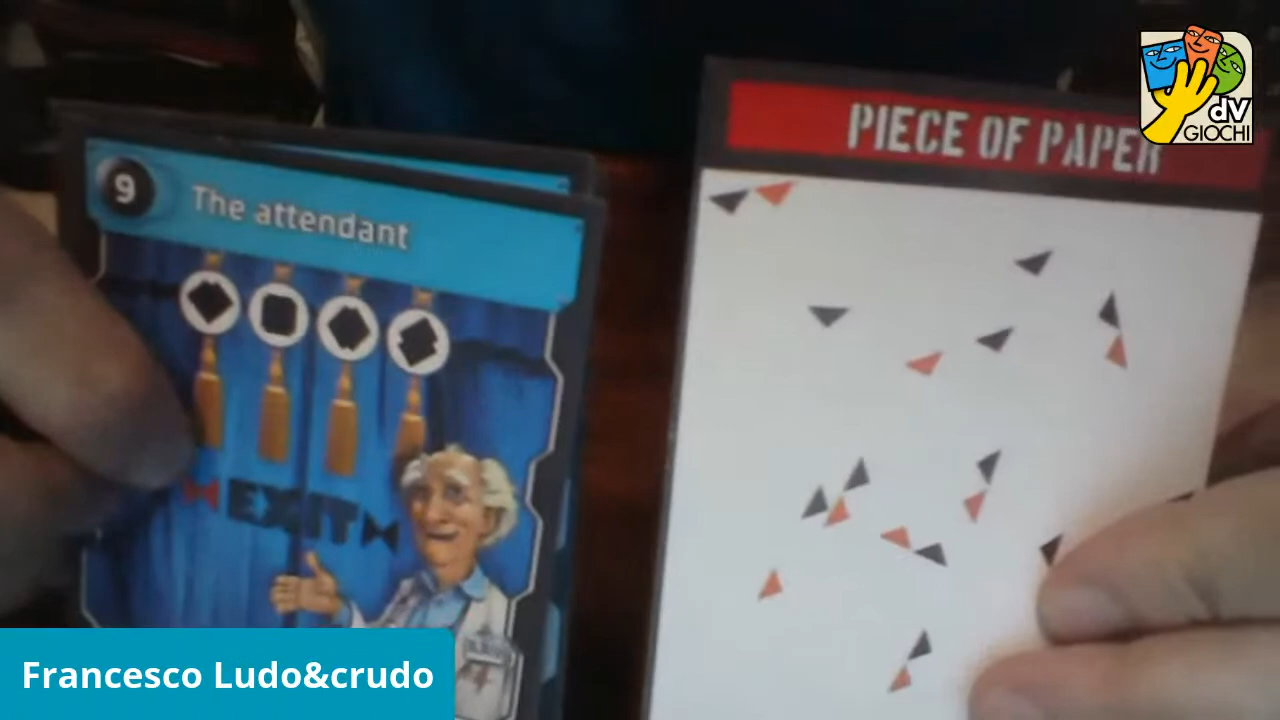 9
The attendant
EXIT
PIECE OF PAPER
dv
GIOCHI
Francesco Ludo&crudo